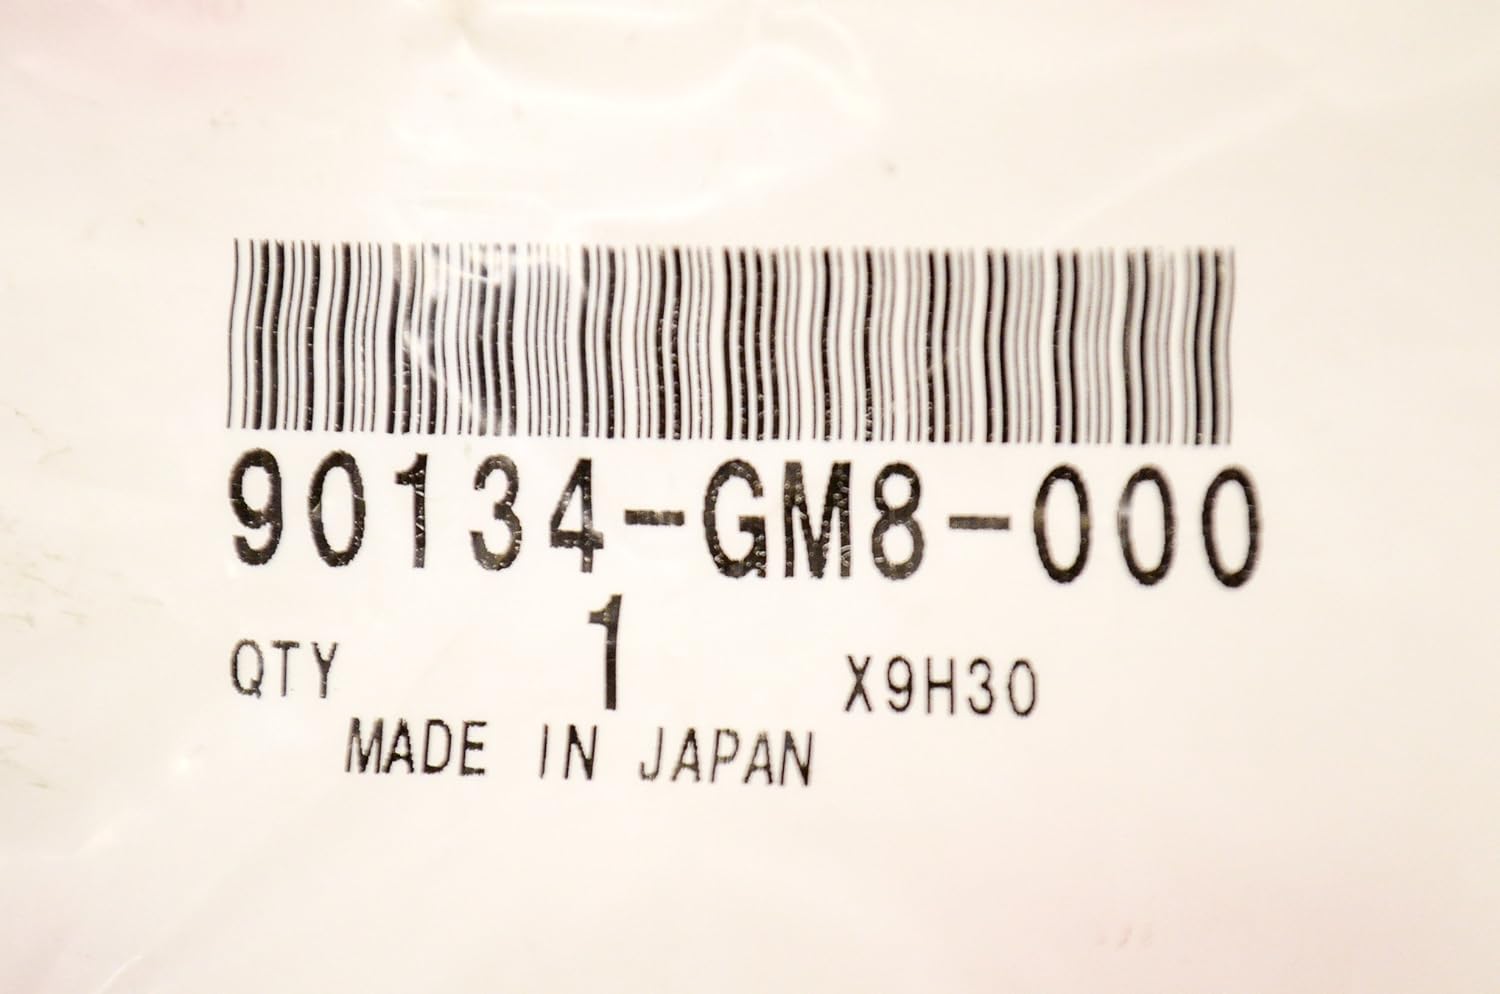 90134-GM8-000
QTY 1 X9H30
MADE IN JAPAN